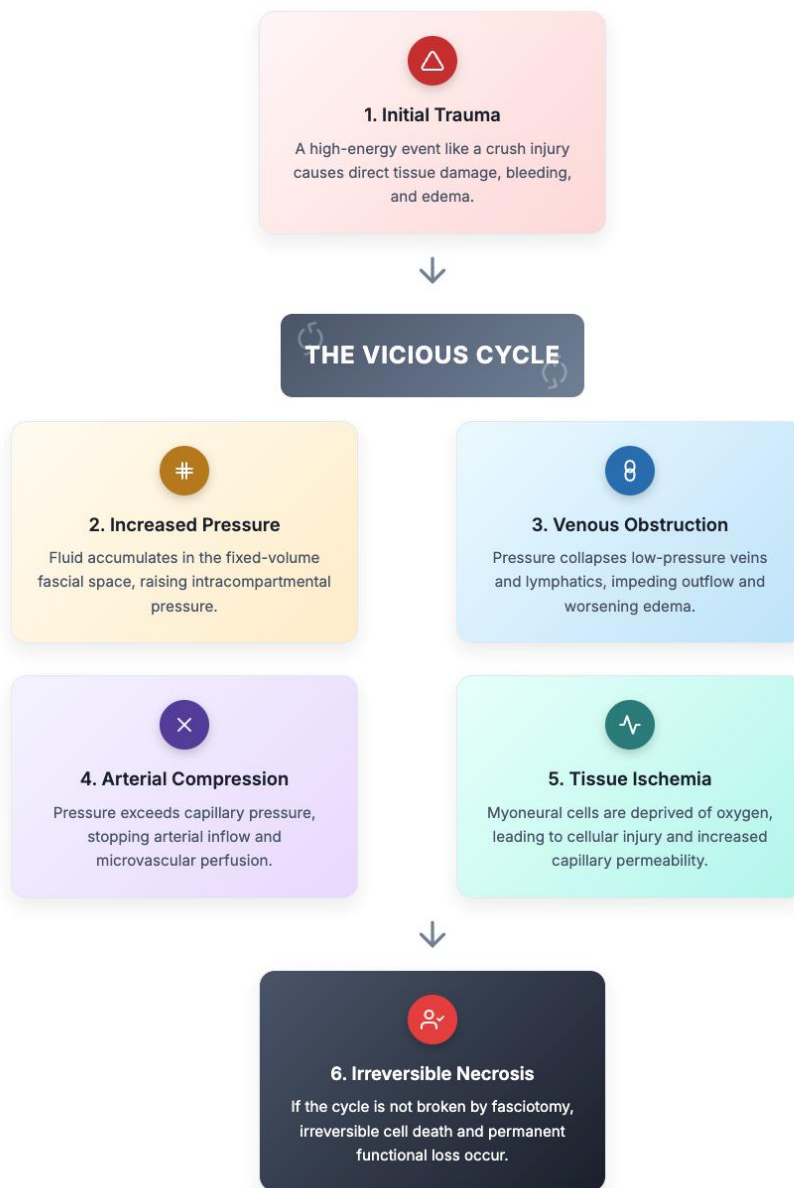 1. Initial Trauma
A high-energy event like a crush injury
causes direct tissue damage, bleeding,
and edema.
THE VICIOUS CYCLE
2. Increased Pressure
Fluid accumulates in the fixed-volume
fascial space, raising intracompartmental
pressure.
3. Venous Obstruction
Pressure collapses low-pressure veins
and lymphatics, impeding outflow and
worsening edema.
4. Arterial Compression
Pressure exceeds capillary pressure,
stopping arterial inflow and
microvascular perfusion.
5. Tissue Ischemia
Myoneural cells are deprived of oxygen,
leading to cellular injury and increased
capillary permeability.
6. Irreversible Necrosis
If the cycle is not broken by fasciotomy,
irreversible cell death and permanent
functional loss occur.